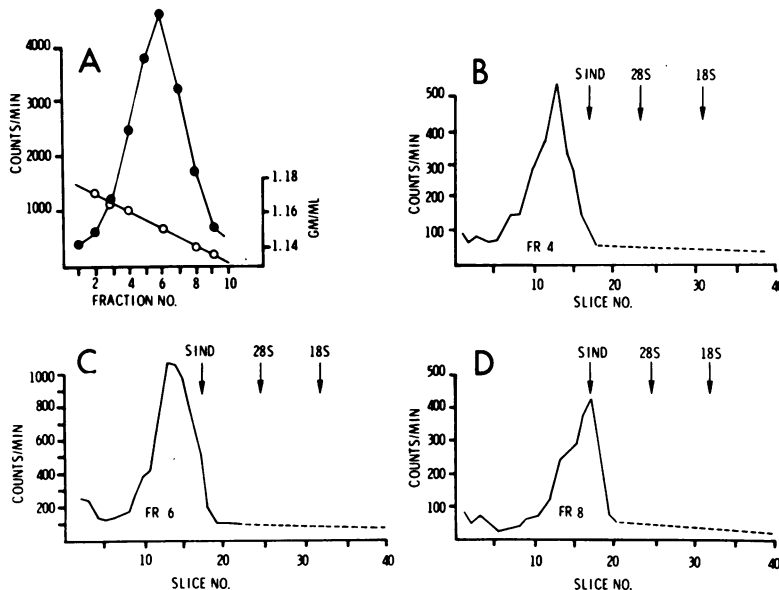 A
COUNTS/MIN
4000
3000
2000
1000
1.18
1.16
1.14
GM/ML
2 4 6 8 10
FRACTION NO.
B
SIND 28S 18S
COUNTS/MIN
500
400
300
200
100
FR 4
10 20 30 40
SLICE NO.
C
SIND 28S 18S
COUNTS/MIN
1000
800
600
400
200
FR 6
10 20 30 40
SLICE NO.
D
SIND 28S 18S
COUNTS/MIN
500
400
300
200
100
FR 8
10 20 30 40
SLICE NO.